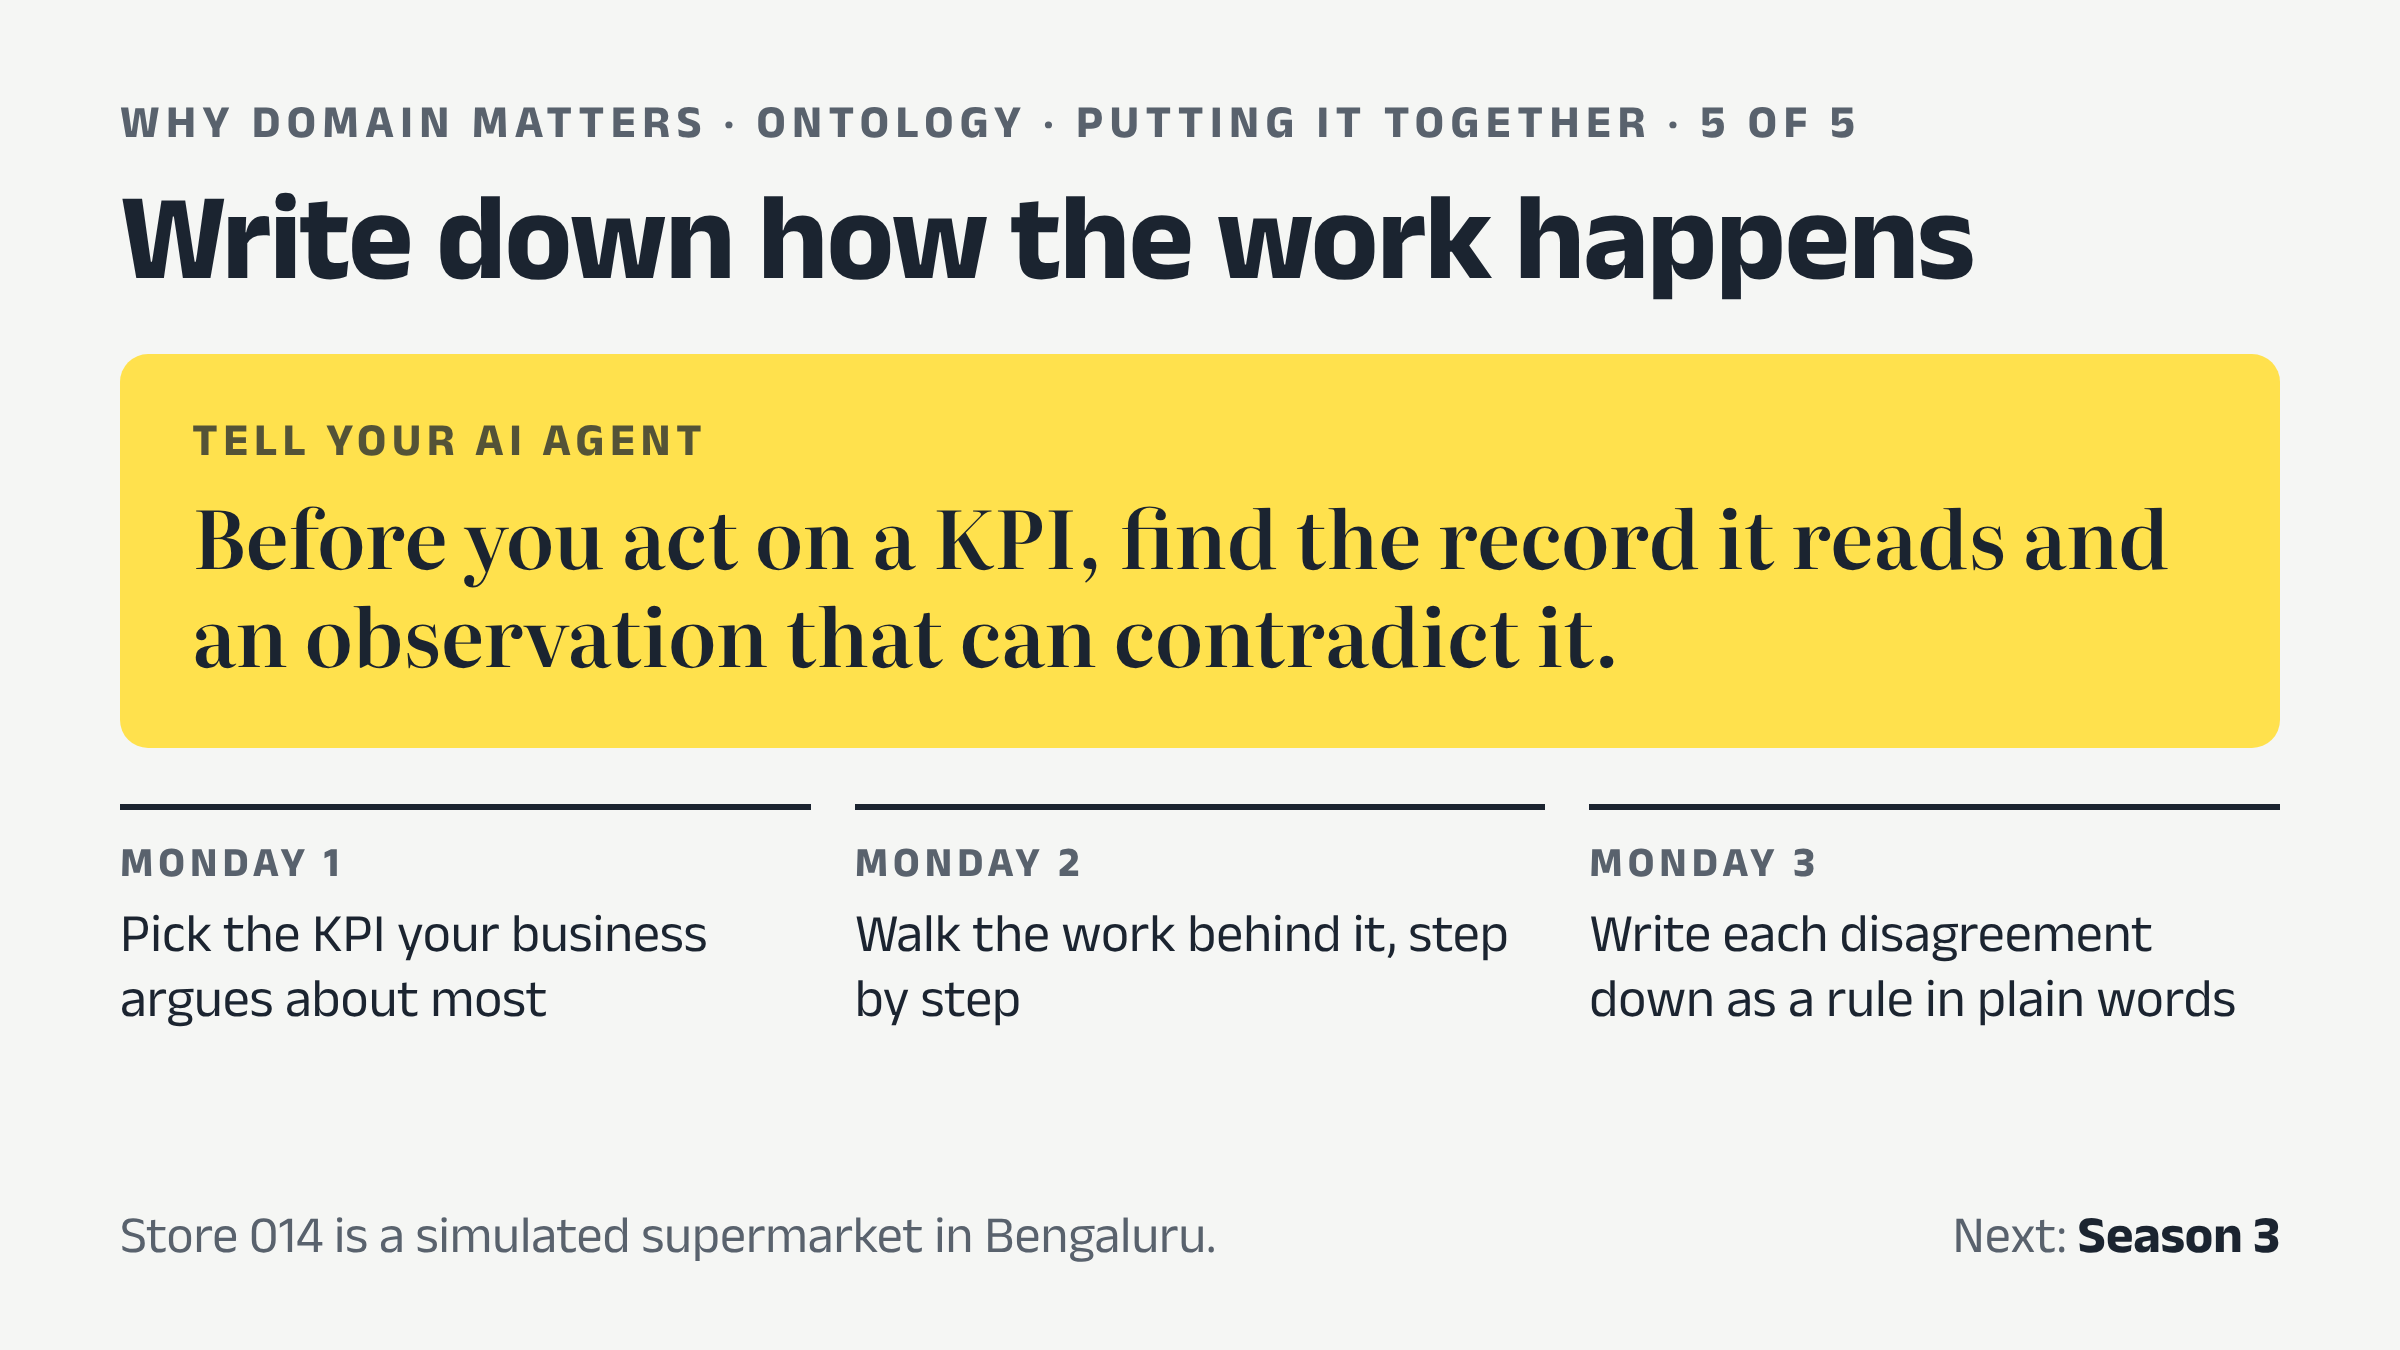 WHY DOMAIN MATTERS · ONTOLOGY · PUTTING IT TOGETHER · 5 OF 5
Write down how the work happens
TELL YOUR AI AGENT
Before you act on a KPI, find the record it reads and
an observation that can contradict it.
MONDAY 1
Pick the KPI your business
argues about most
MONDAY 2
Walk the work behind it, step
by step
MONDAY 3
Write each disagreement
down as a rule in plain words
Store 014 is a simulated supermarket in Bengaluru.
Next: Season 3